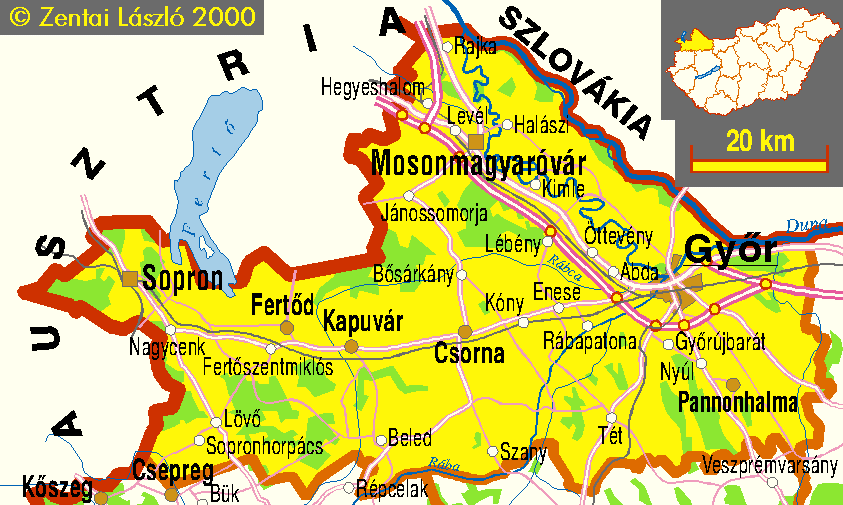 © Zentai László 2000
AUSZTRIA
SZLOVÁKIA
20 km
Rajka
Hegyeshalom
Levél
Halászi
Mosonmagyaróvár
Kimle
Jánossomorja
Fertő
Duna
Lébény
Öttevény
Győr
Rábca
Abda
Bősárkány
Sopron
Fertőd
Kapuvár
Kóny
Enese
Nagycenk
Fertőszentmiklós
Csorna
Rábapatona
Győrújbarát
Nyúl
Pannonhalma
Lövő
Sopronhorpács
Beled
Szany
Tét
Rába
Veszprémvarsány
Csepreg
Kőszeg
Bük
Répcelak